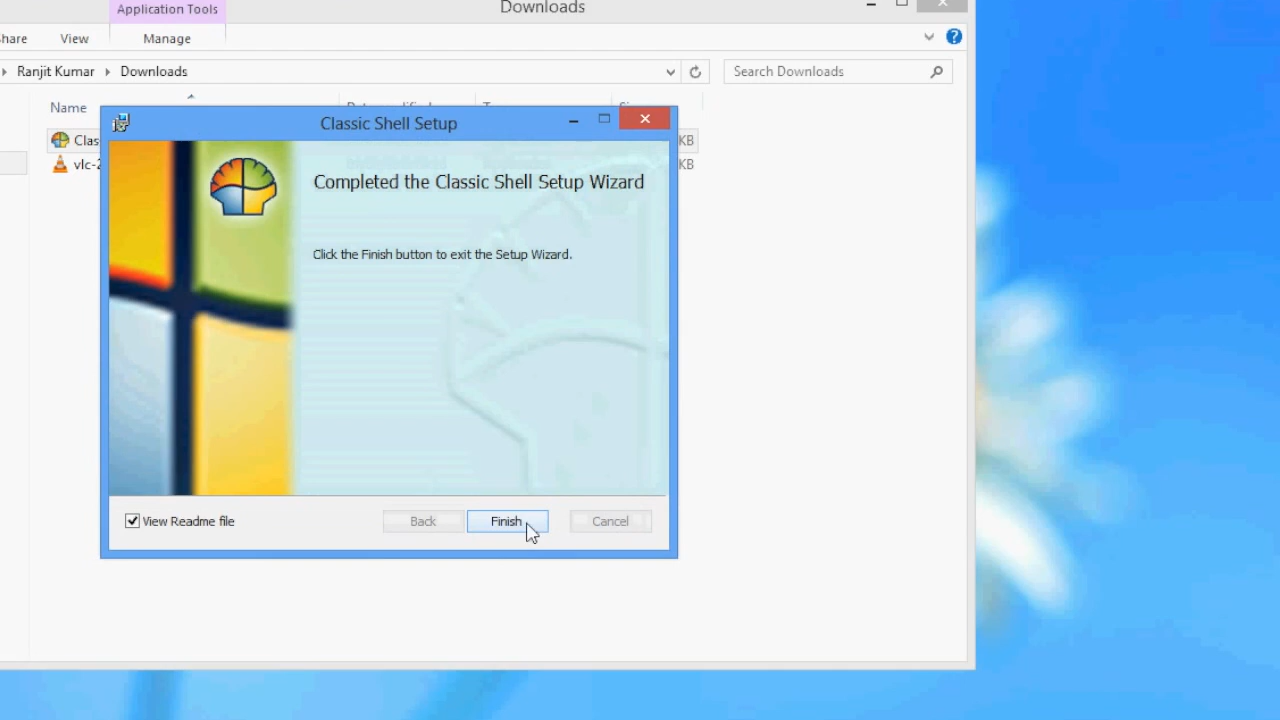 Application Tools
Downloads
hare View Manage
Ranjit Kumar Downloads
Search Downloads
Name
Classic Shell Setup
KB
vlc-2
KB
Completed the Classic Shell Setup Wizard
Click the Finish button to exit the Setup Wizard.
View Readme file
Back Finish Cancel